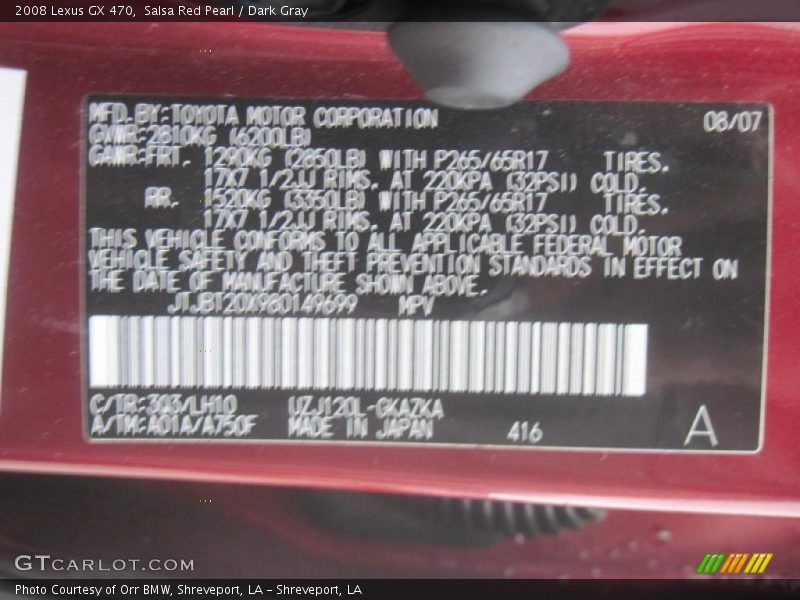 2008 Lexus GX 470, Salsa Red Pearl / Dark Gray
MFD. BY: TOYOTA MOTOR CORPORATION 08/07
GVWR: 2810KG (6200LB)
GAWR: FRT. 1290KG (2850LB) WITH P265/65R17 TIRES.
17X7 1/2JJ RIMS. AT 220KPA (32PSI) COLD.
RR. 1520KG (3350LB) WITH P265/65R17 TIRES.
17X7 1/2JJ RIMS. AT 220KPA (32PSI) COLD.
THIS VEHICLE CONFORMS TO ALL APPLICABLE FEDERAL MOTOR
VEHICLE SAFETY AND THEFT PREVENTION STANDARDS IN EFFECT ON
THE DATE OF MANUFACTURE SHOWN ABOVE.
JTJBT20X980149699 MPV
C/TR: 3Q3/LH10 UZJ120L-GKAZKA
A/TM: A01A/A750F MADE IN JAPAN 416 A
GTCARLOT.COM
Photo Courtesy of Orr BMW, Shreveport, LA – Shreveport, LA